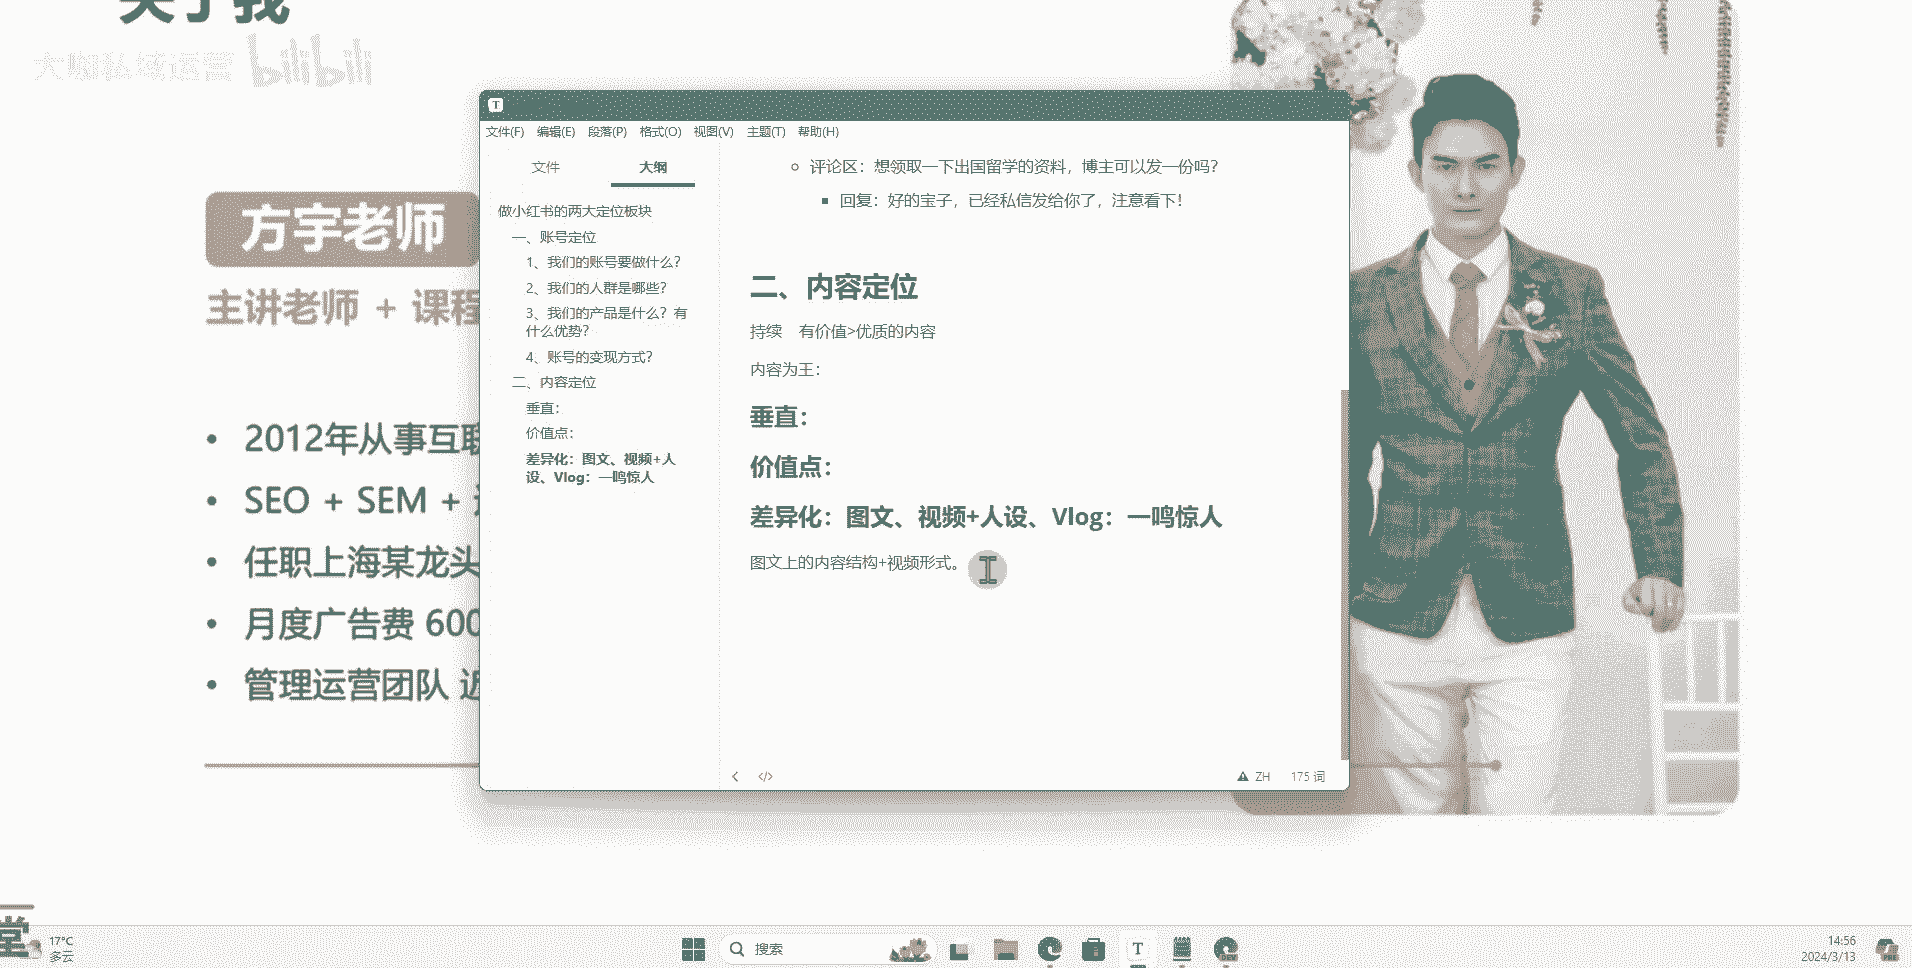 关于我
大咖私域运营 bilibili
方宇老师
主讲老师 + 课程
2012年从事互联
SEO + SEM +
任职上海某龙头
月度广告费 600
管理运营团队 近
T
文件(F) 编辑(E) 段落(P) 格式(O) 视图(V) 主题(T) 帮助(H)
文件 大纲
做小红书的两大定位板块
一、账号定位
1、我们的账号要做什么？
2、我们的人群是哪些？
3、我们的产品是什么？有
什么优势？
4、账号的变现方式？
二、内容定位
垂直：
价值点：
差异化：图文、视频+人
设、Vlog：一鸣惊人
评论区：想领取一下出国留学的资料，博主可以发一份吗？
回复：好的宝子，已经私信发给你了，注意看下！
二、内容定位
持续 有价值>优质的内容
内容为王：
垂直：
价值点：
差异化：图文、视频+人设、Vlog：一鸣惊人
图文上的内容结构+视频形式。
ZH 175 词
堂
17°C
多云
搜索
T
DEV
14:56
2024/3/13
PRE